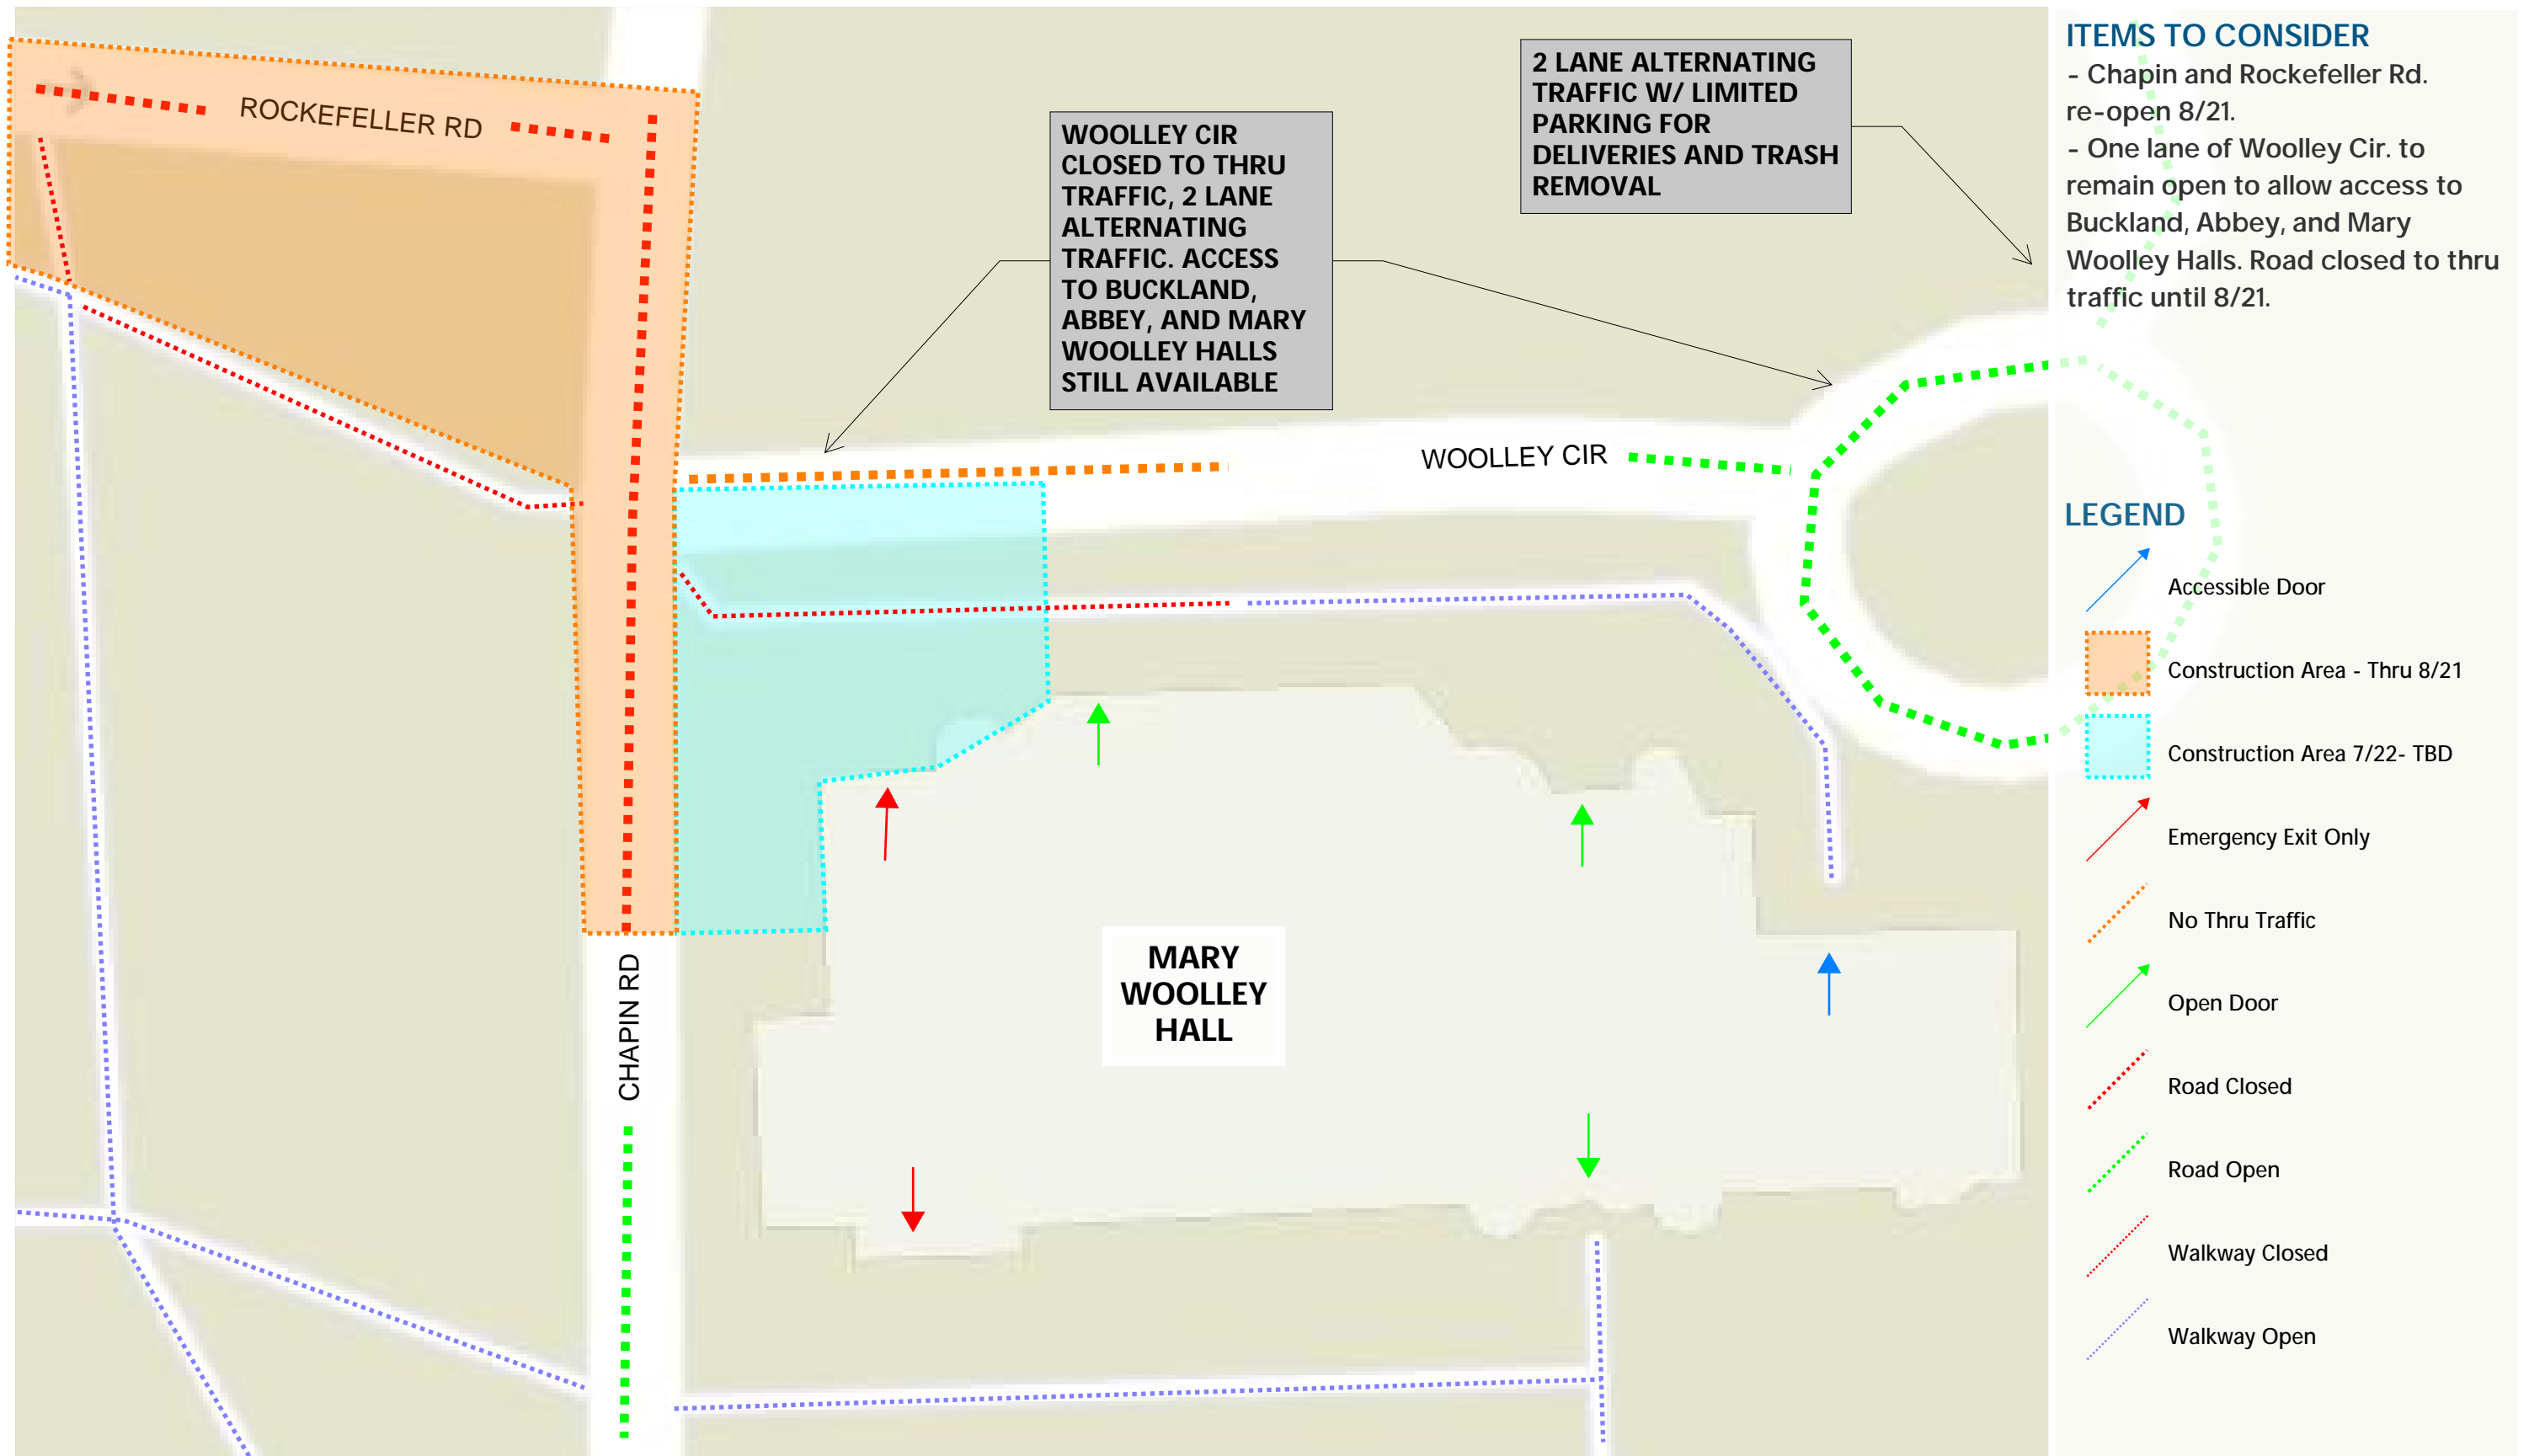 ROCKEFELLER RD
WOOLLEY CIR
CLOSED TO THRU
TRAFFIC, 2 LANE
ALTERNATING
TRAFFIC. ACCESS
TO BUCKLAND,
ABBEY, AND MARY
WOOLLEY HALLS
STILL AVAILABLE
2 LANE ALTERNATING
TRAFFIC W/ LIMITED
PARKING FOR
DELIVERIES AND TRASH
REMOVAL
WOOLLEY CIR
MARY
WOOLLEY
HALL
CHAPIN RD
ITEMS TO CONSIDER
- Chapin and Rockefeller Rd.
re-open 8/21.
- One lane of Woolley Cir. to
remain open to allow access to
Buckland, Abbey, and Mary
Woolley Halls. Road closed to thru
traffic until 8/21.
LEGEND
Accessible Door
Construction Area - Thru 8/21
Construction Area 7/22- TBD
Emergency Exit Only
No Thru Traffic
Open Door
Road Closed
Road Open
Walkway Closed
Walkway Open